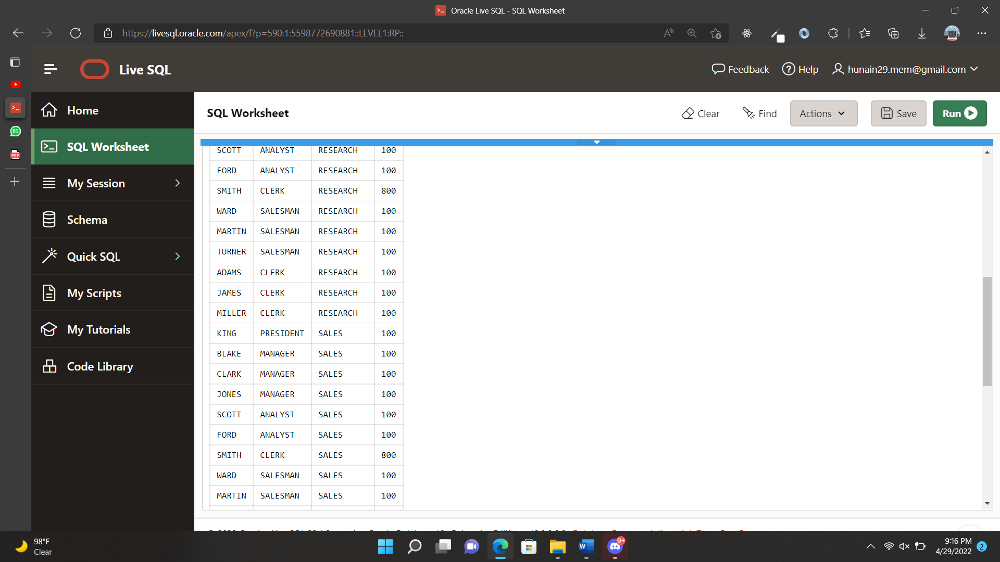 Oracle Live SQL - SQL Worksheet
https://livesql.oracle.com/apex/f?p=590:1:5598772690881::LEVEL1:RP::
Live SQL
Feedback
Help
hunain29.mem@gmail.com
85
PDF
Home
SQL Worksheet
My Session
Schema
Quick SQL
My Scripts
My Tutorials
Code Library
SQL Worksheet
Clear
Find
Actions
Save
Run
SCOTT ANALYST RESEARCH 100
FORD ANALYST RESEARCH 100
SMITH CLERK RESEARCH 800
WARD SALESMAN RESEARCH 100
MARTIN SALESMAN RESEARCH 100
TURNER SALESMAN RESEARCH 100
ADAMS CLERK RESEARCH 100
JAMES CLERK RESEARCH 100
MILLER CLERK RESEARCH 100
KING PRESIDENT SALES 100
BLAKE MANAGER SALES 100
CLARK MANAGER SALES 100
JONES MANAGER SALES 100
SCOTT ANALYST SALES 100
FORD ANALYST SALES 100
SMITH CLERK SALES 800
WARD SALESMAN SALES 100
MARTIN SALESMAN SALES 100
98°F
Clear
9+
9:16 PM
4/29/2022
2